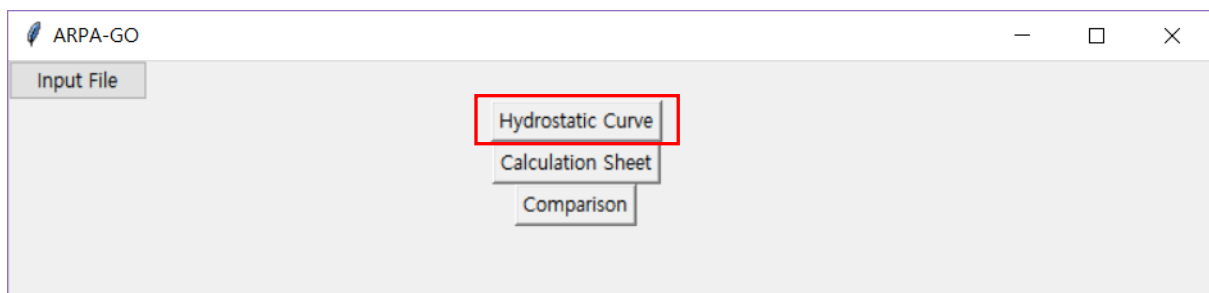 ARPA-GO
Input File
Hydrostatic Curve
Calculation Sheet
Comparison